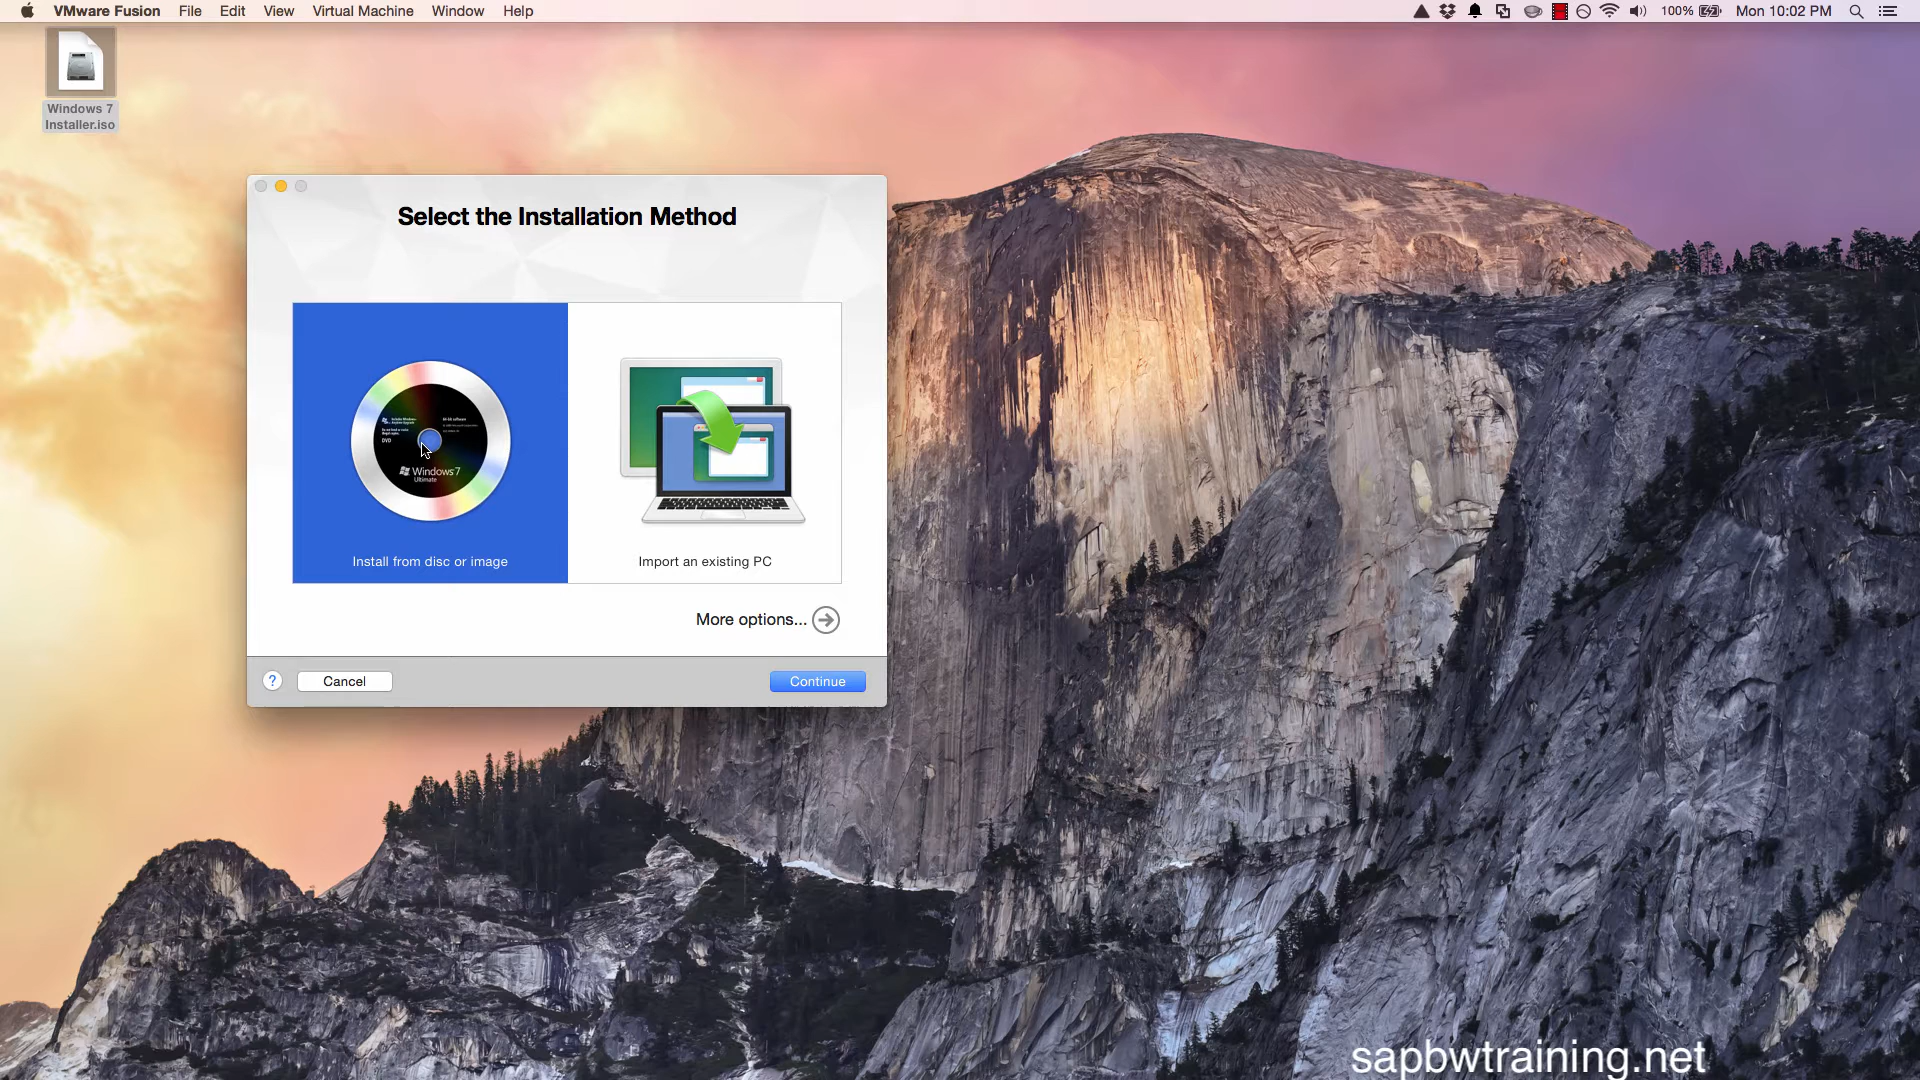 VMware Fusion File Edit View Virtual Machine Window Help
100% Mon 10:02 PM
Windows 7
Installer.iso
Select the Installation Method
DVD
Windows 7
Ultimate
Install from disc or image
Import an existing PC
More options...
? Cancel Continue
sapbwtraining.net